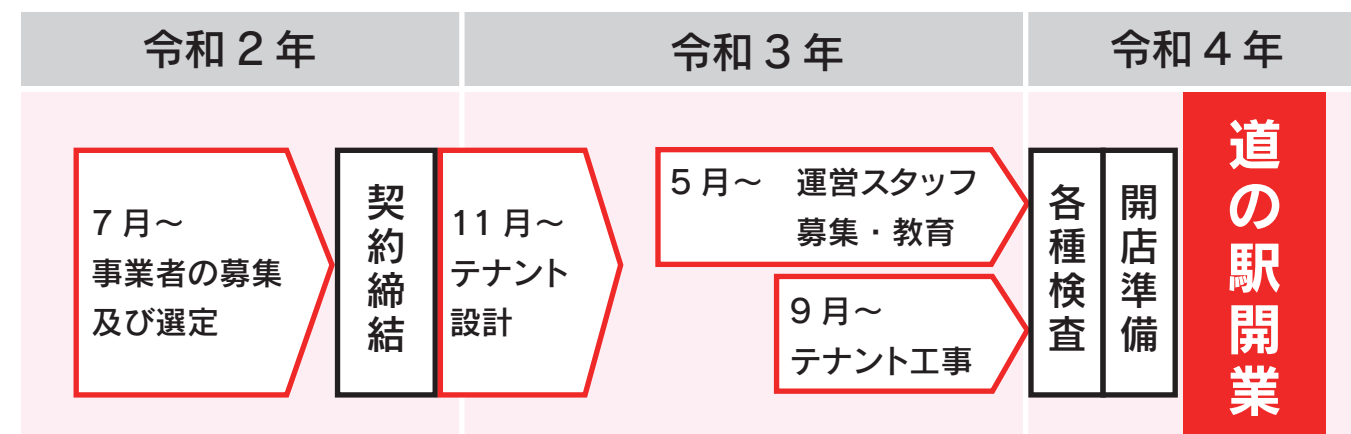 令和 2 年
令和 3 年
令和 4 年
7 月～
事業者の募集
及び選定
契約締結
11 月～
テナント
設計
5 月～　運営スタッフ
募集・教育
9 月～
テナント工事
各種検査
開店準備
道の駅開業